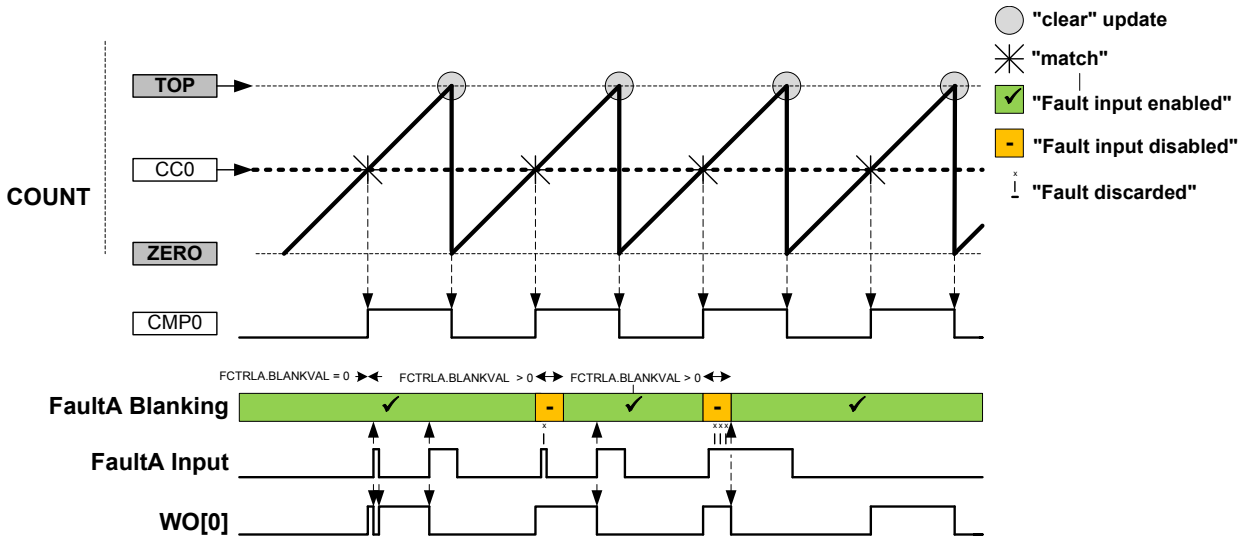 "clear" update
"match"
"Fault input enabled"
"Fault input disabled"
"Fault discarded"
TOP
CC0
COUNT
ZERO
CMP0
FCTRLA.BLANKVAL = 0
FCTRLA.BLANKVAL > 0
FCTRLA.BLANKVAL > 0
FaultA Blanking
✓ - ✓ - ✓
x
xxx
FaultA Input
WO[0]